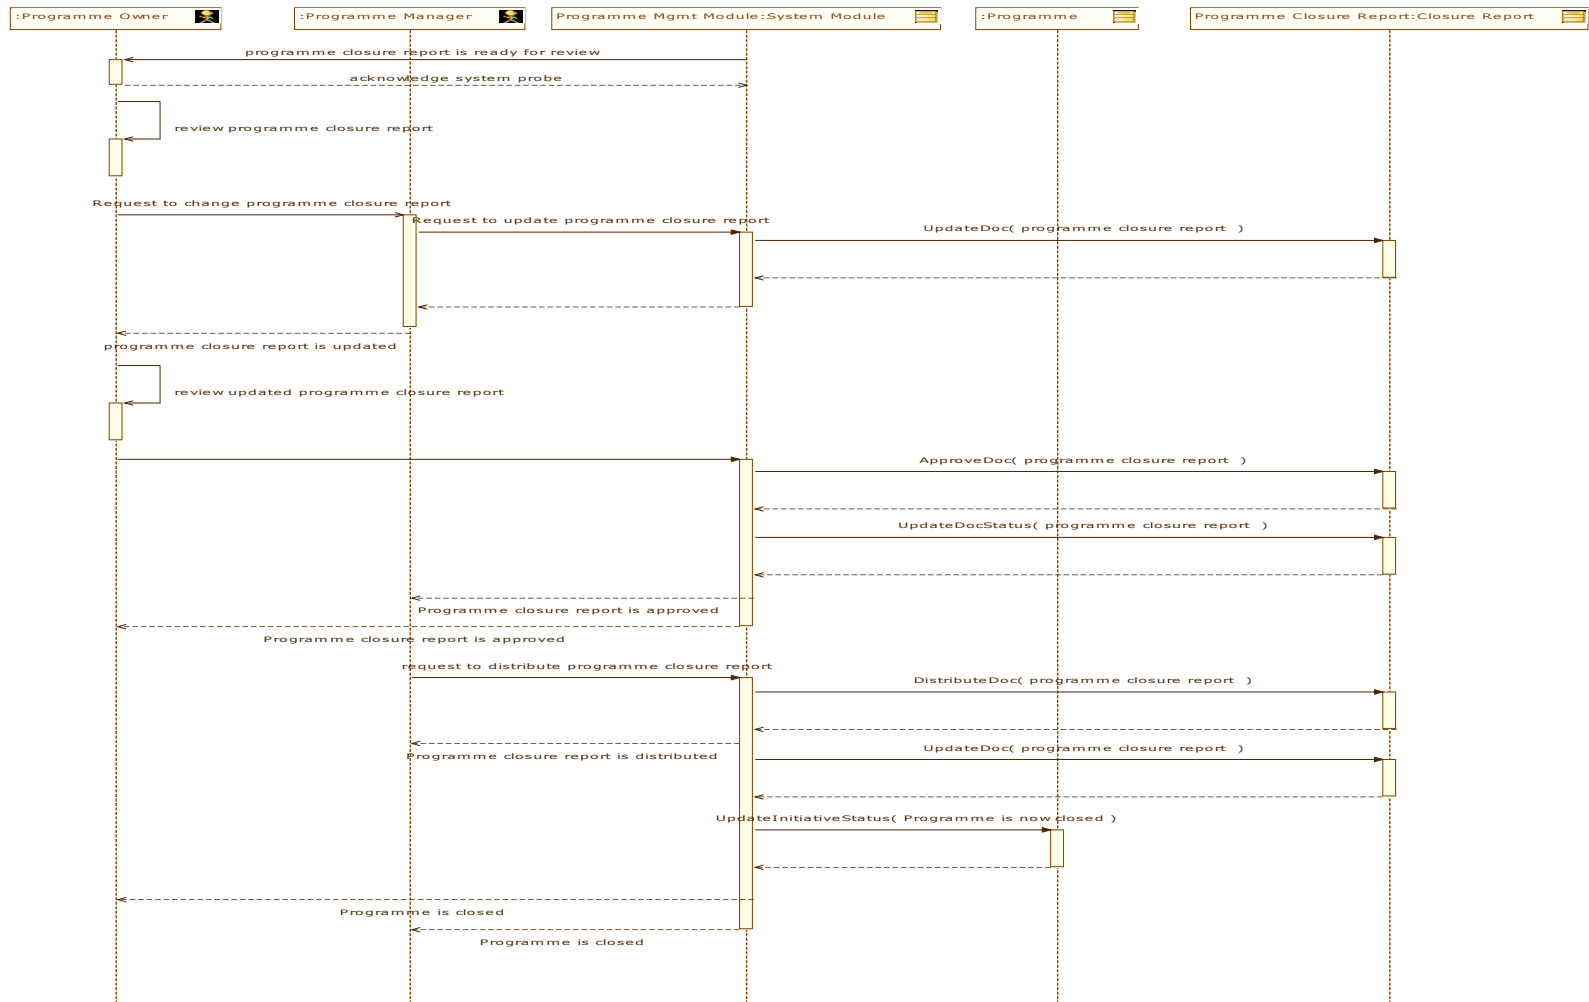 :Programme Owner
:Programme Manager
Programme Mgmt Module:System Module
:Programme
Programme Closure Report:Closure Report
programme closure report is ready for review
acknowledge system probe
review programme closure report
Request to change programme closure report
Request to update programme closure report
UpdateDoc( programme closure report  )
programme closure report is updated
review updated programme closure report
ApproveDoc( programme closure report  )
UpdateDocStatus( programme closure report  )
Programme closure report is approved
Programme closure report is approved
request to distribute programme closure report
DistributeDoc( programme closure report  )
UpdateDoc( programme closure report  )
Programme closure report is distributed
UpdateInitiativeStatus( Programme is now closed )
Programme is closed
Programme is closed